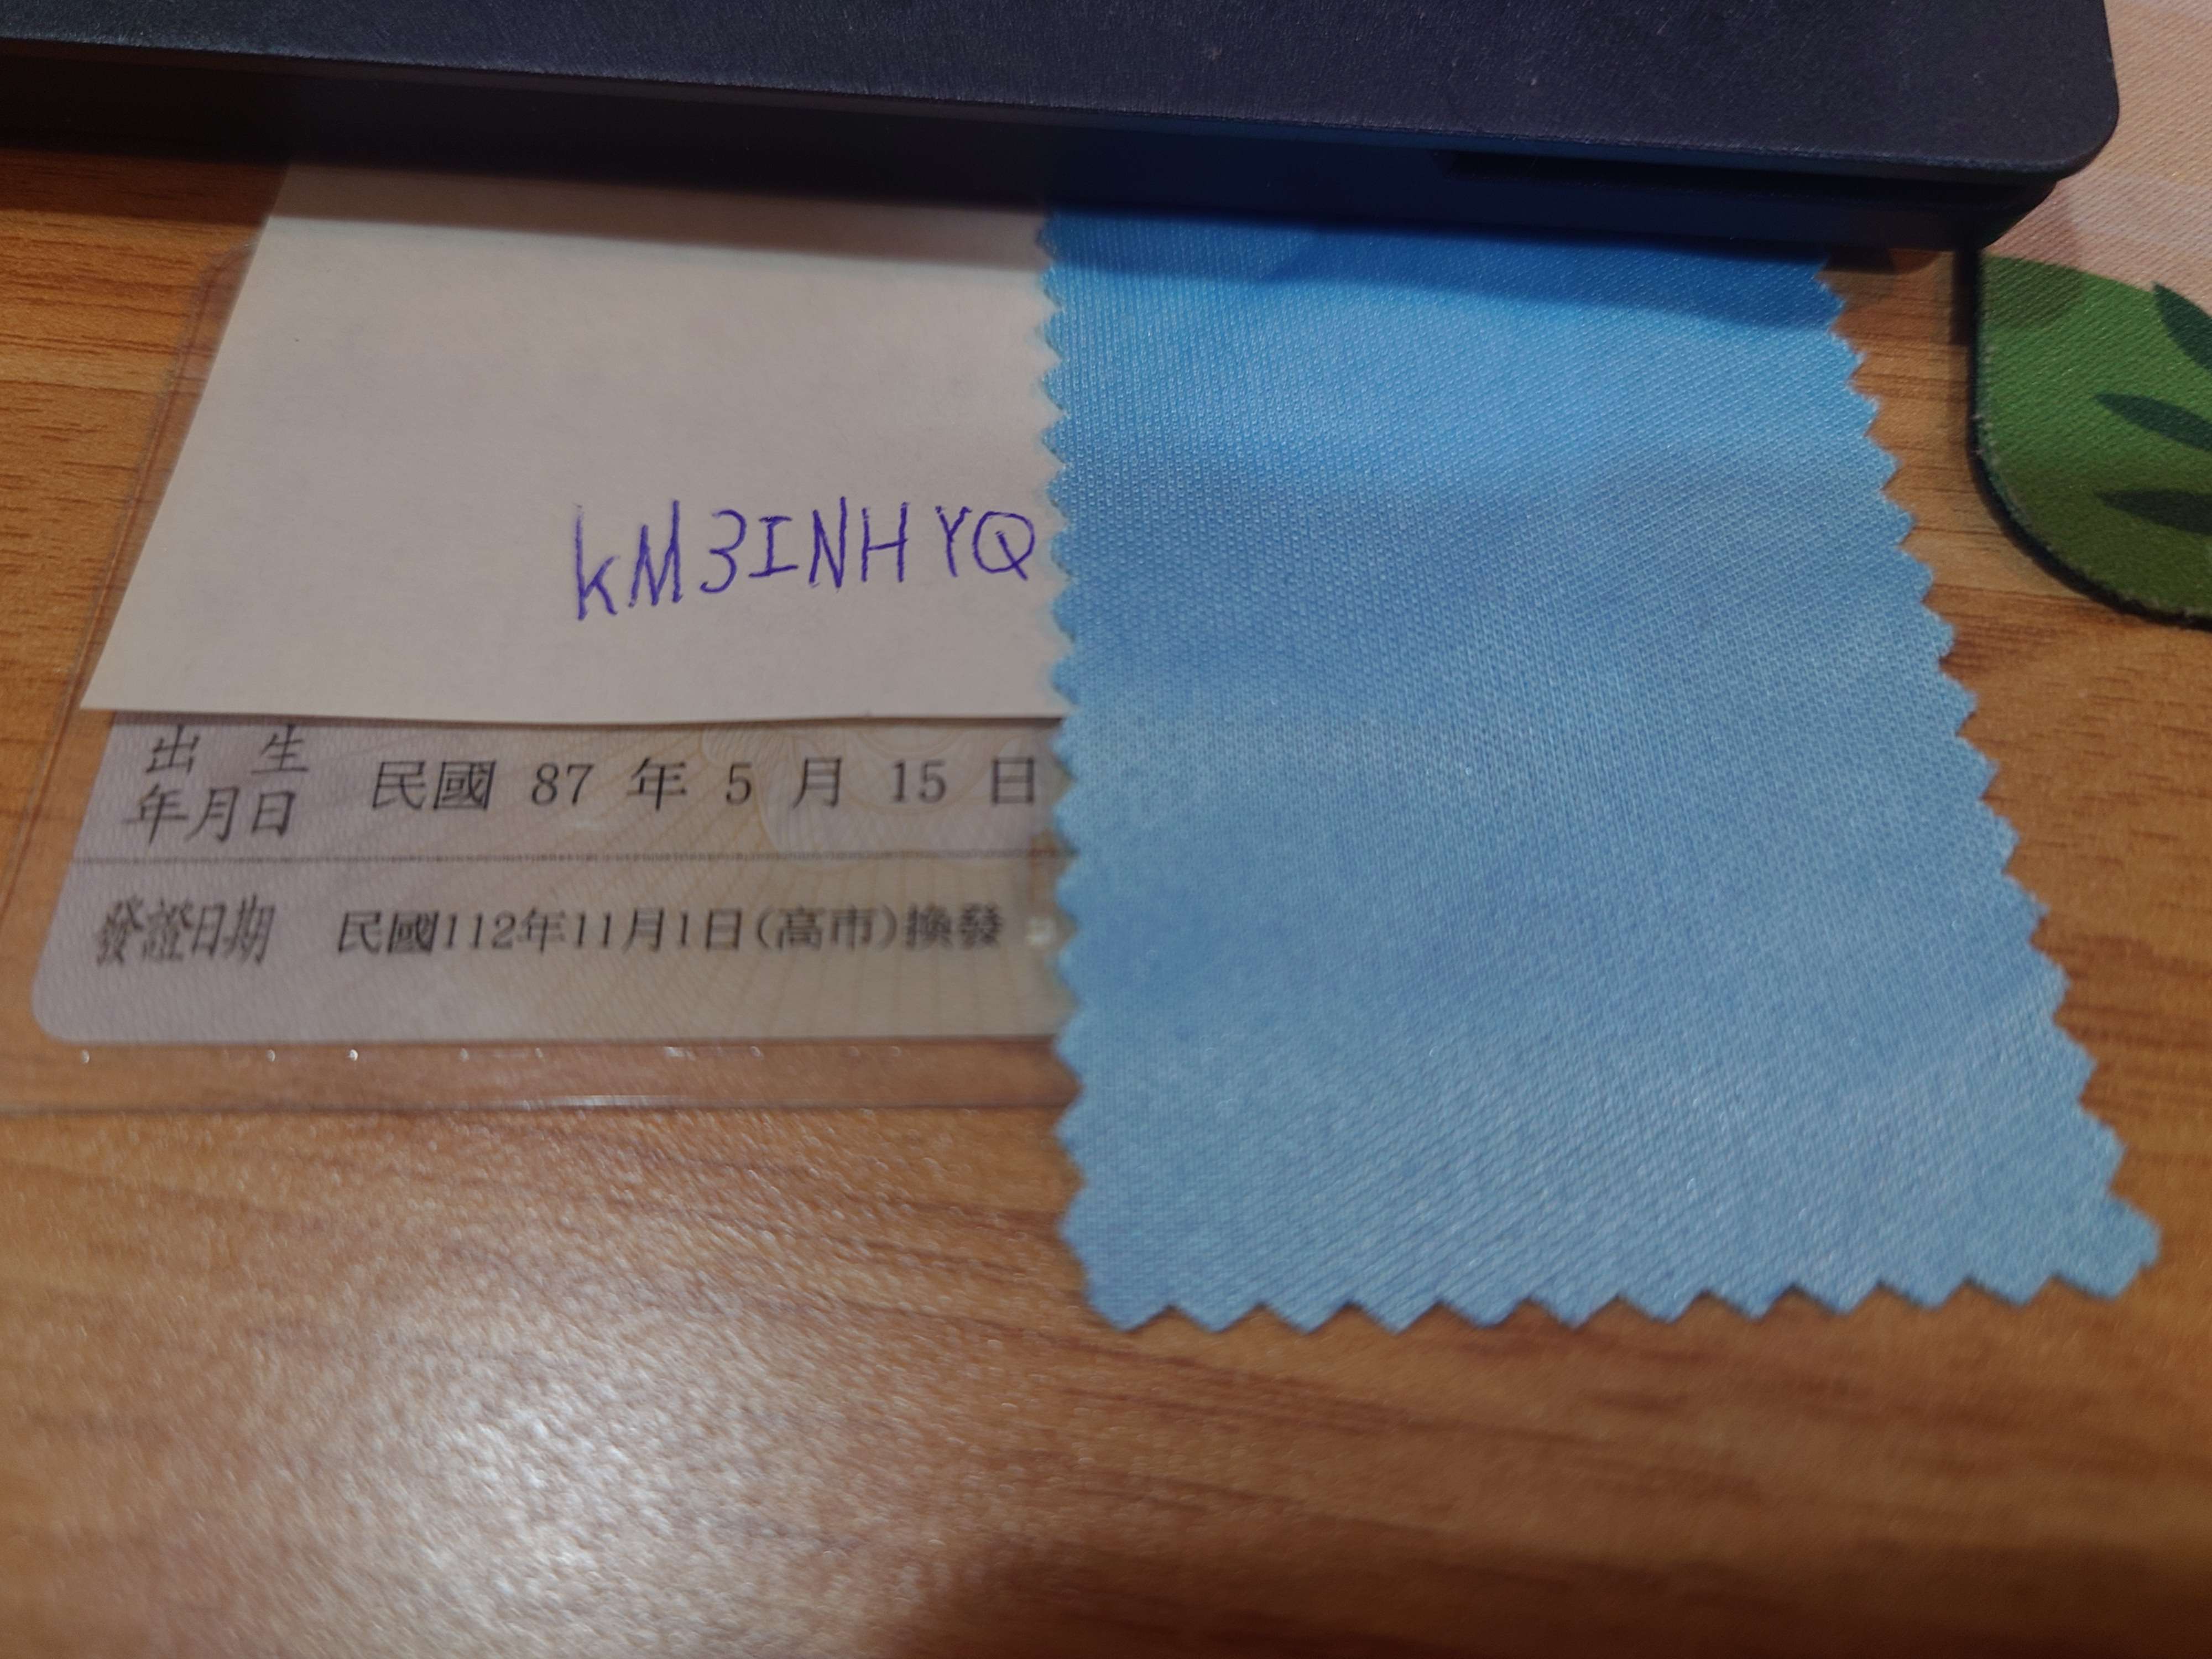 kM3INHYQ
出生年月日 民國 87 年 5 月 15 日
發證日期 民國112年11月1日(高市)換發